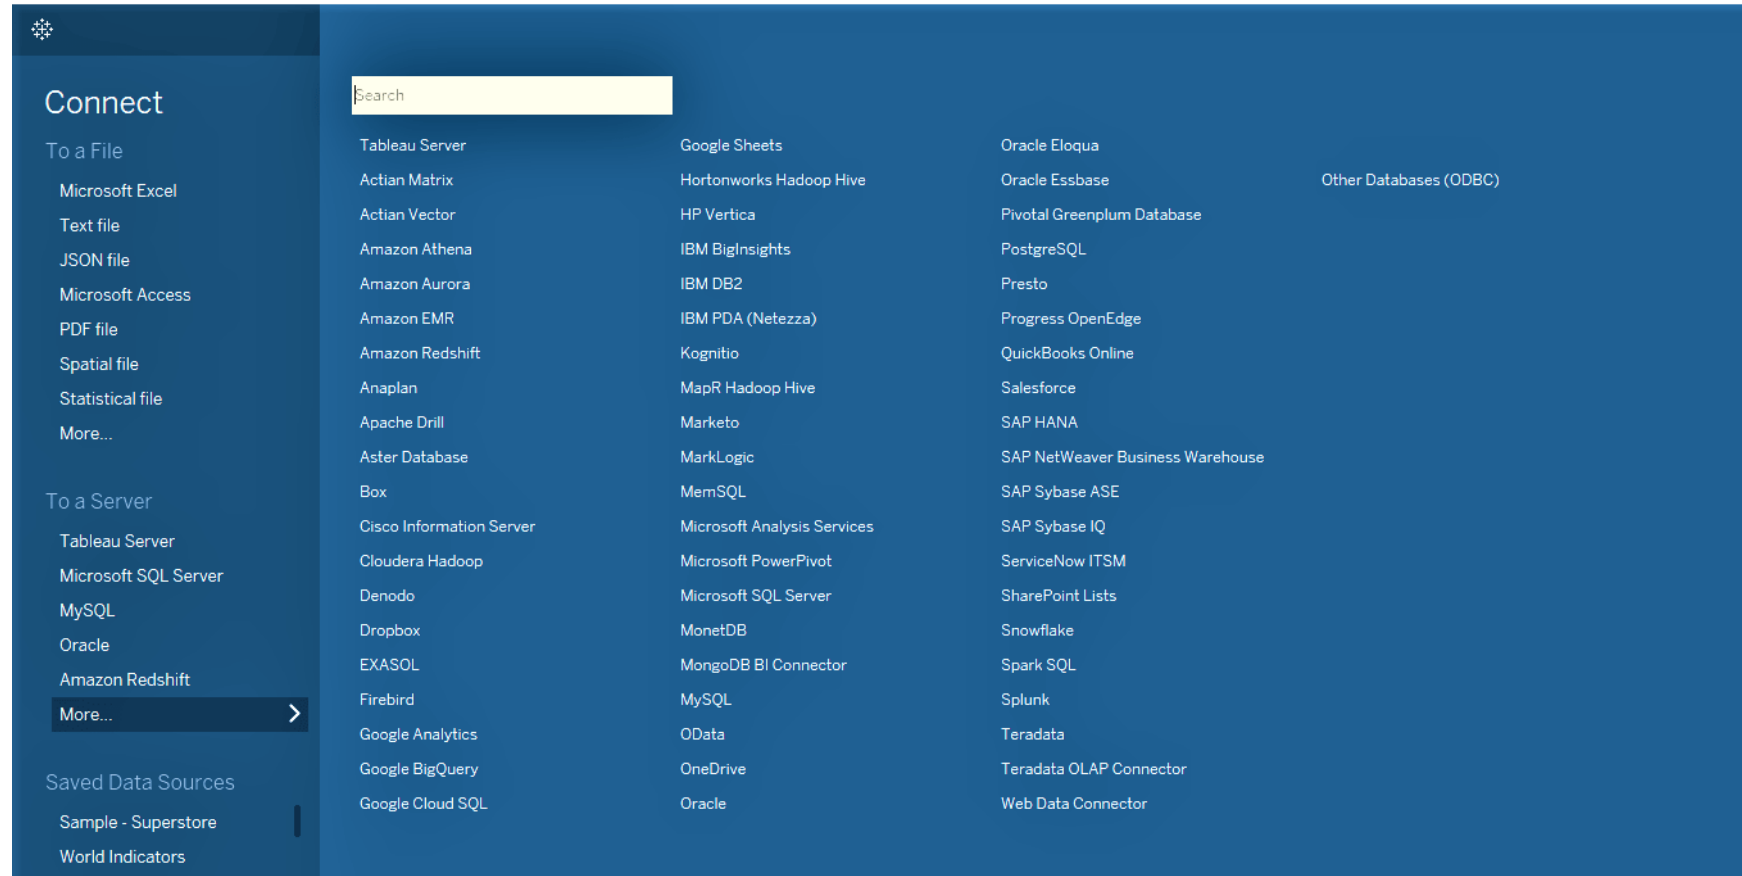 Connect
To a File
Microsoft Excel
Text file
JSON file
Microsoft Access
PDF file
Spatial file
Statistical file
More...
To a Server
Tableau Server
Microsoft SQL Server
MySQL
Oracle
Amazon Redshift
More...
Saved Data Sources
Sample - Superstore
World Indicators
Search
Tableau Server
Actian Matrix
Actian Vector
Amazon Athena
Amazon Aurora
Amazon EMR
Amazon Redshift
Anaplan
Apache Drill
Aster Database
Box
Cisco Information Server
Cloudera Hadoop
Denodo
Dropbox
EXASOL
Firebird
Google Analytics
Google BigQuery
Google Cloud SQL
Google Sheets
Hortonworks Hadoop Hive
HP Vertica
IBM BigInsights
IBM DB2
IBM PDA (Netezza)
Kognitio
MapR Hadoop Hive
Marketo
MarkLogic
MemSQL
Microsoft Analysis Services
Microsoft PowerPivot
Microsoft SQL Server
MonetDB
MongoDB BI Connector
MySQL
OData
OneDrive
Oracle
Oracle Eloqua
Oracle Essbase
Pivotal Greenplum Database
PostgreSQL
Presto
Progress OpenEdge
QuickBooks Online
Salesforce
SAP HANA
SAP NetWeaver Business Warehouse
SAP Sybase ASE
SAP Sybase IQ
ServiceNow ITSM
SharePoint Lists
Snowflake
Spark SQL
Splunk
Teradata
Teradata OLAP Connector
Web Data Connector
Other Databases (ODBC)